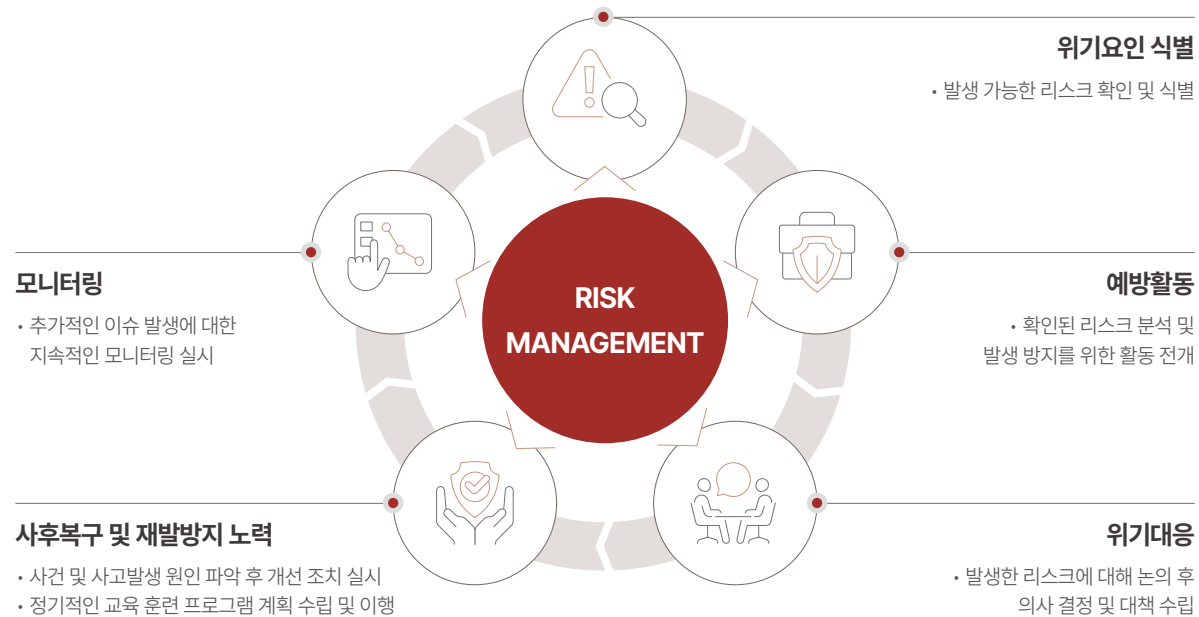 위기요인 식별
• 발생 가능한 리스크 확인 및 식별
예방활동
• 확인된 리스크 분석 및
발생 방지를 위한 활동 전개
위기대응
• 발생한 리스크에 대해 논의 후
의사 결정 및 대책 수립
사후복구 및 재발방지 노력
• 사건 및 사고발생 원인 파악 후 개선 조치 실시
• 정기적인 교육 훈련 프로그램 계획 수립 및 이행
모니터링
• 추가적인 이슈 발생에 대한
지속적인 모니터링 실시
RISK
MANAGEMENT